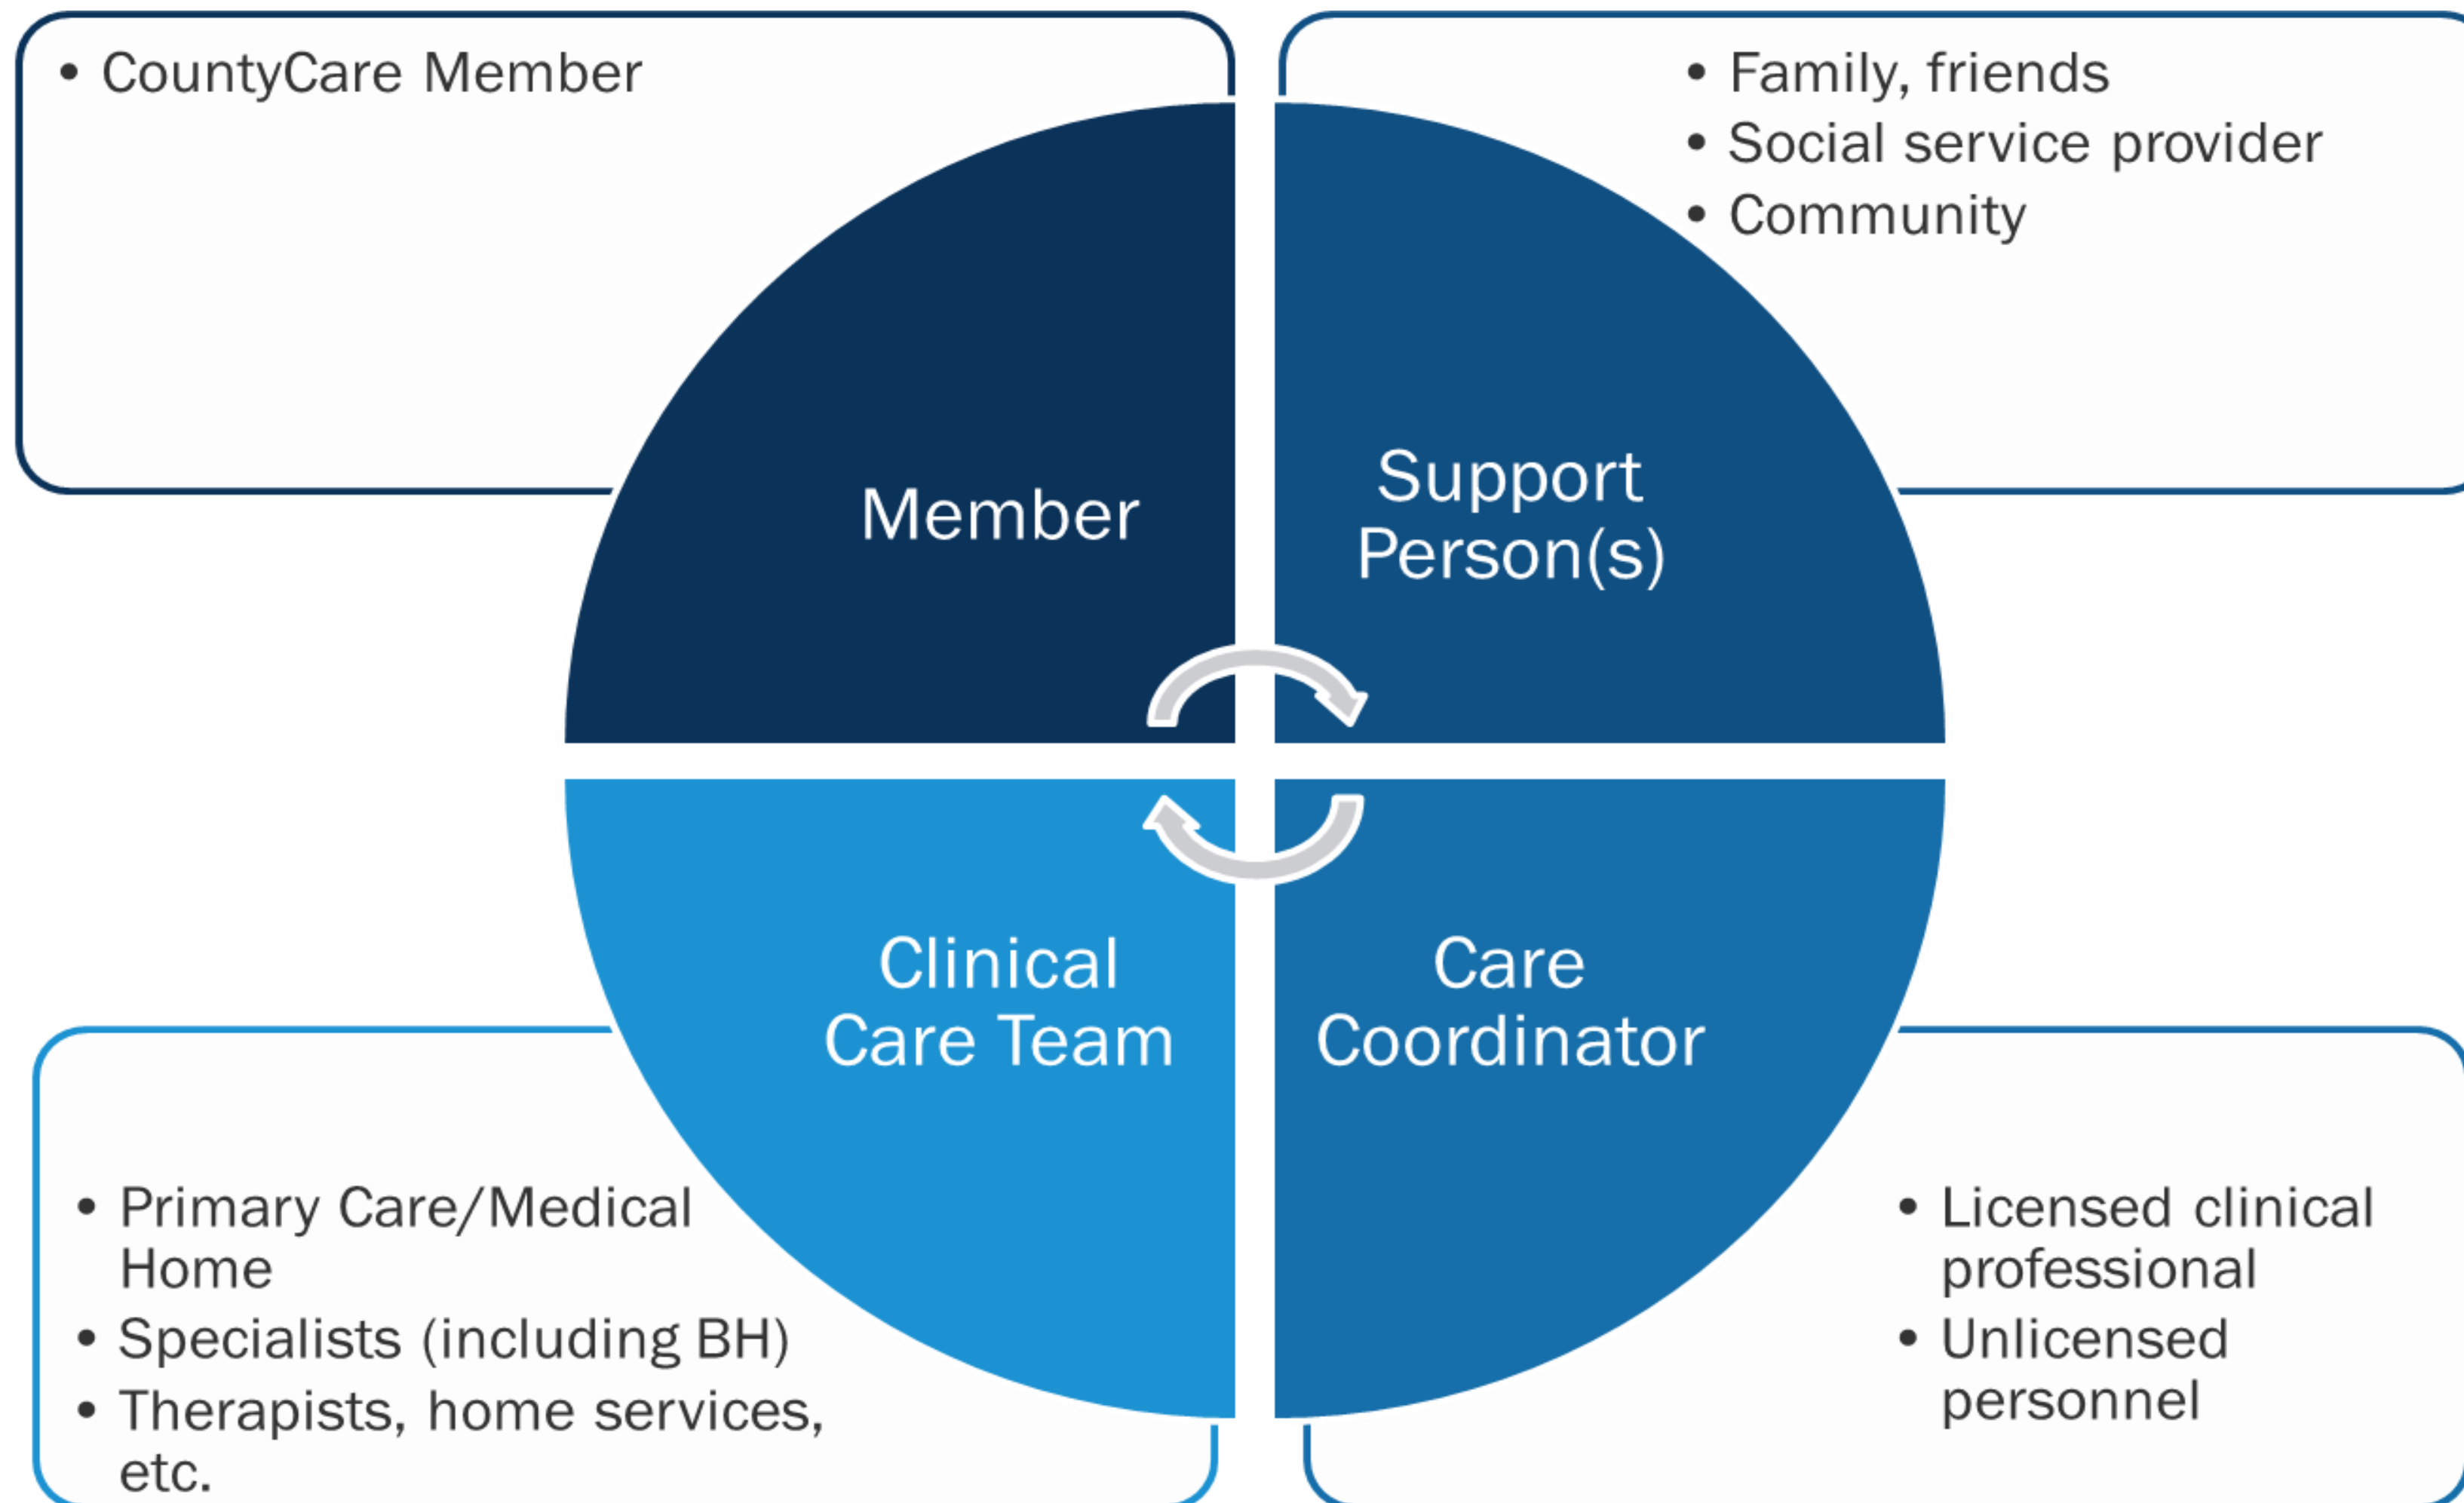 • CountyCare Member
• Family, friends
• Social service provider
• Community
Member
Support
Person(s)
Clinical
Care Team
Care
Coordinator
• Primary Care/Medical
Home
• Specialists (including BH)
• Therapists, home services,
etc.
• Licensed clinical
professional
• Unlicensed
personnel